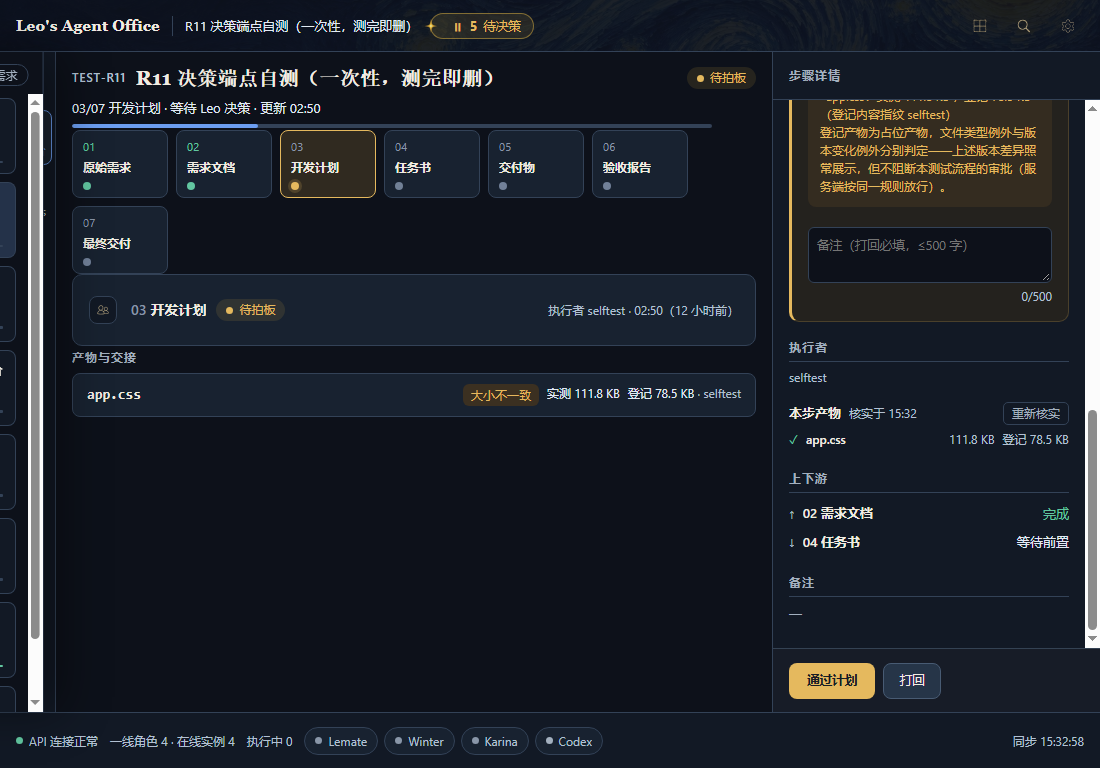 Leo's Agent Office
R11 决策端点自测（一次性，测完即删）
5 待决策
需求
TEST-R11 R11 决策端点自测（一次性，测完即删）
待拍板
03/07 开发计划 · 等待 Leo 决策 · 更新 02:50
01
原始需求
02
需求文档
03
开发计划
04
任务书
05
交付物
06
验收报告
07
最终交付
03 开发计划
待拍板
执行者 selftest · 02:50（12 小时前）
产物与交接
app.css
大小不一致
实测 111.8 KB 登记 78.5 KB · selftest
步骤详情
（登记内容指纹 selftest）
登记产物为占位产物，文件类型例外与版
本变化例外分别判定——上述版本差异照
常展示，但不阻断本测试流程的审批（服
务端按同一规则放行）。
备注（打回必填，≤500 字）
0/500
执行者
selftest
本步产物 核实于 15:32
重新核实
✓ app.css
111.8 KB 登记 78.5 KB
上下游
↑ 02 需求文档
完成
↓ 04 任务书
等待前置
备注
—
通过计划
打回
API 连接正常
一线角色 4 · 在线实例 4
执行中 0
Lemate
Winter
Karina
Codex
同步 15:32:58